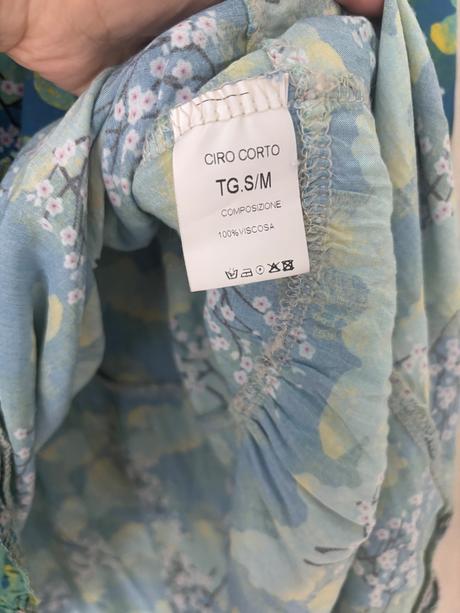 CIRO CORTO
TG.S/M
COMPOSIZIONE
100%VISCOSA